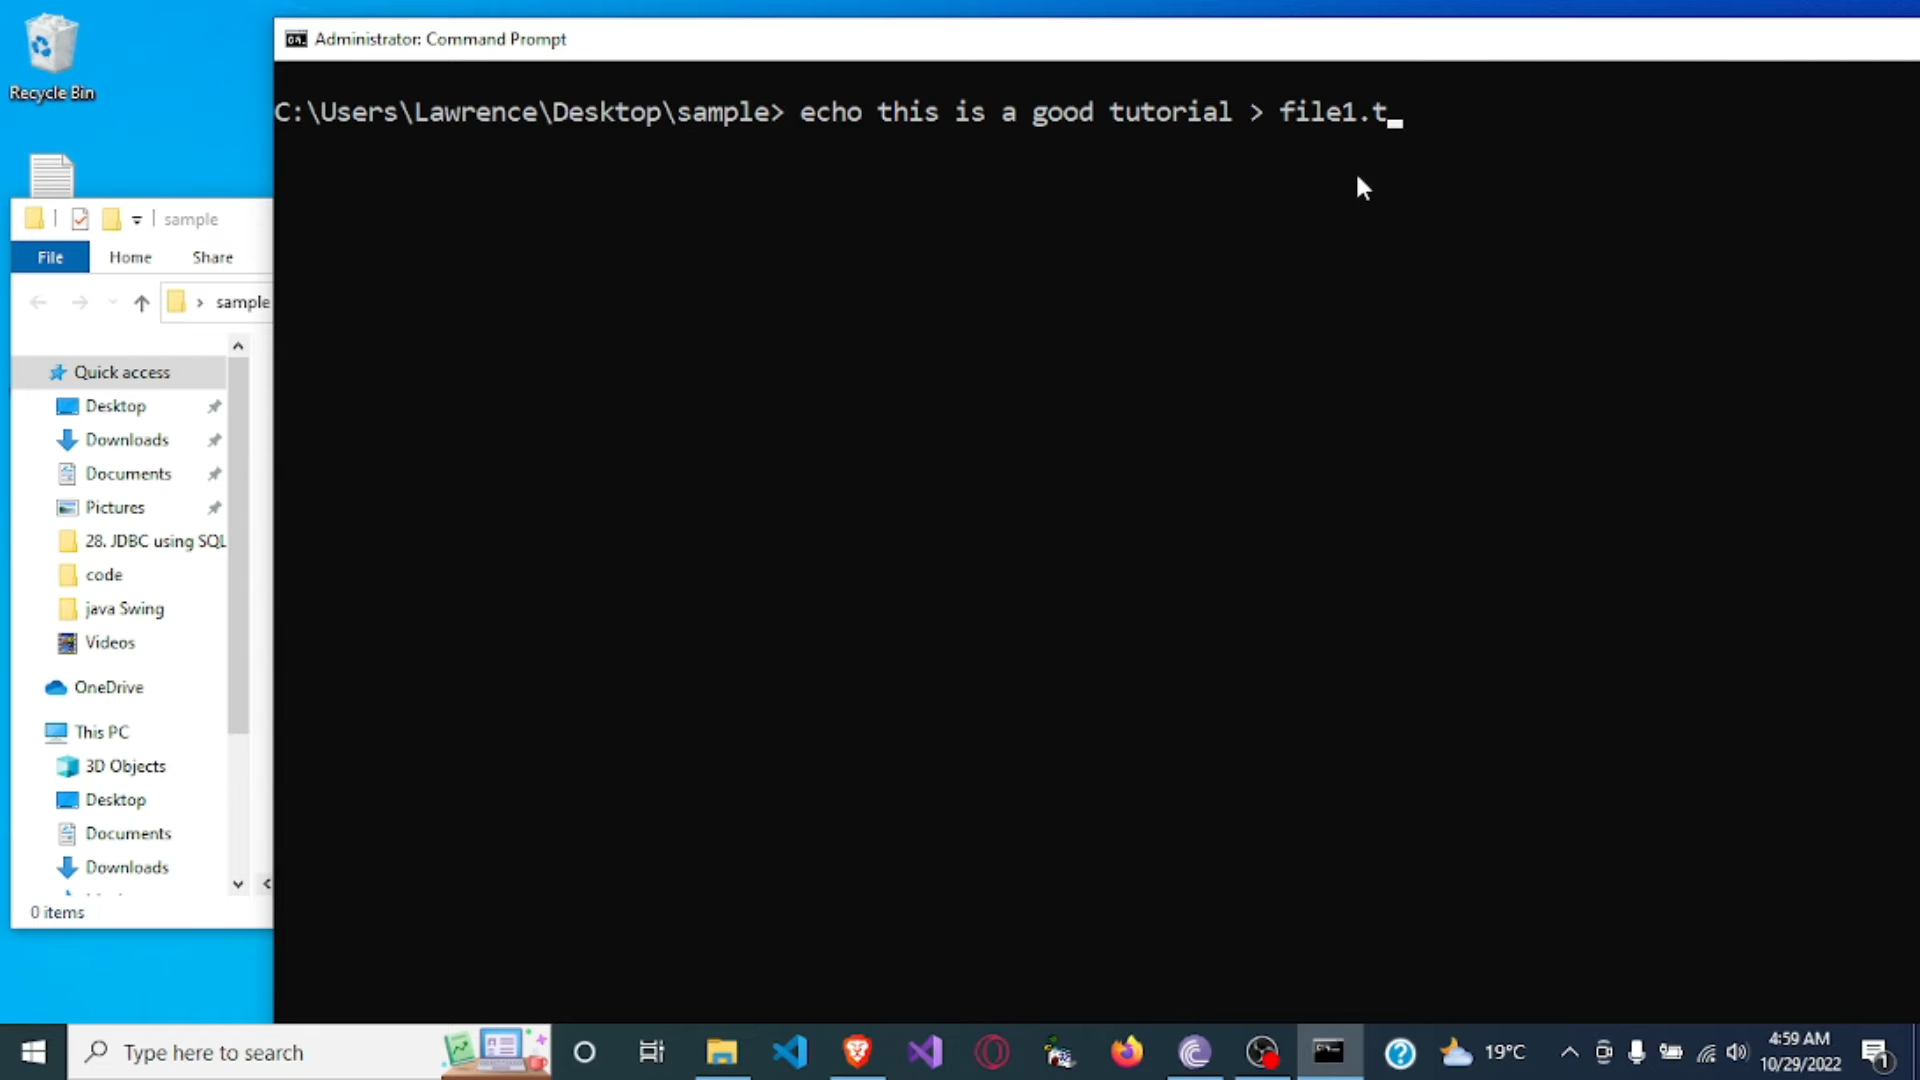 Recycle Bin
Administrator: Command Prompt
C:\Users\Lawrence\Desktop\sample> echo this is a good tutorial > file1.t
sample
File Home Share
sample
Quick access
Desktop
Downloads
Documents
Pictures
28. JDBC using SQL
code
java Swing
Videos
OneDrive
This PC
3D Objects
Desktop
Documents
Downloads
0 items
Type here to search
19°C
4:59 AM
10/29/2022
1